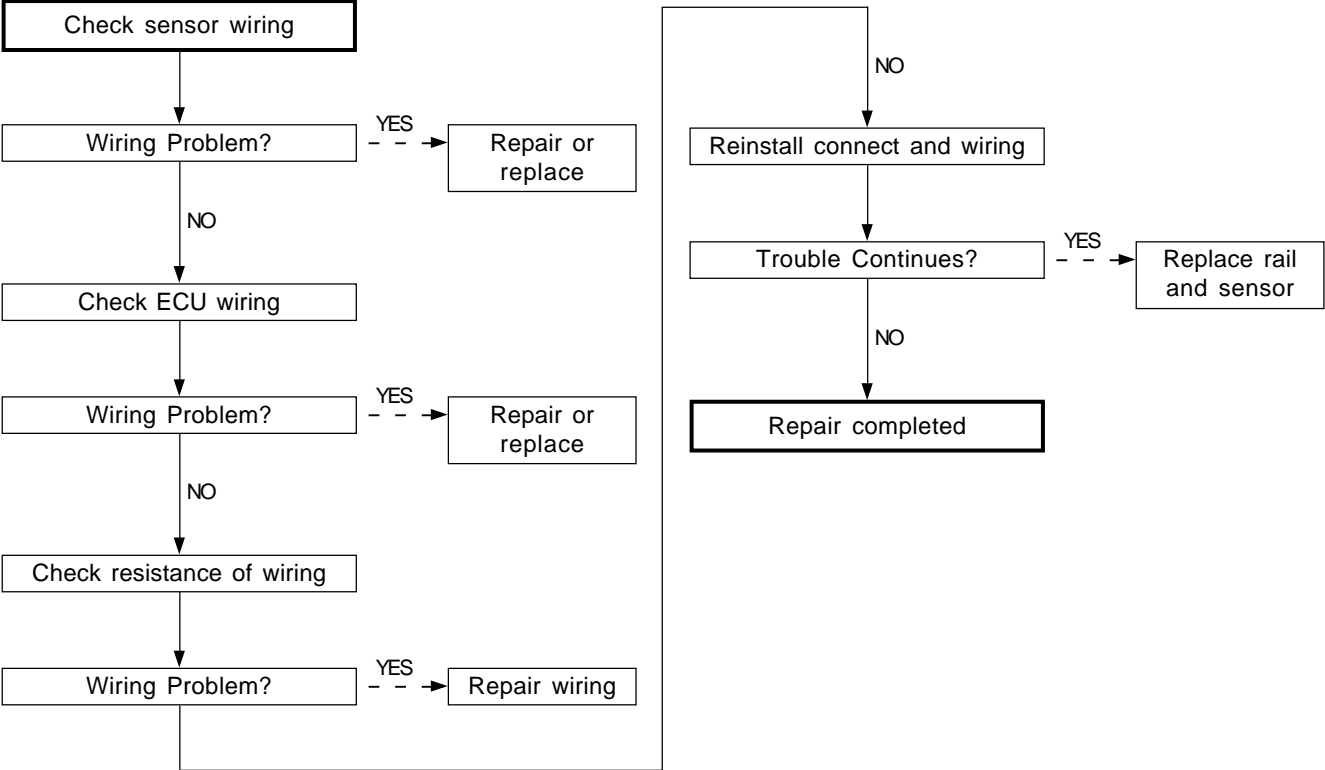 Check sensor wiring
Wiring Problem?
YES
Repair or
replace
NO
Check ECU wiring
Wiring Problem?
YES
Repair or
replace
NO
Check resistance of wiring
Wiring Problem?
YES
Repair wiring
NO
Reinstall connect and wiring
Trouble Continues?
YES
Replace rail
and sensor
NO
Repair completed